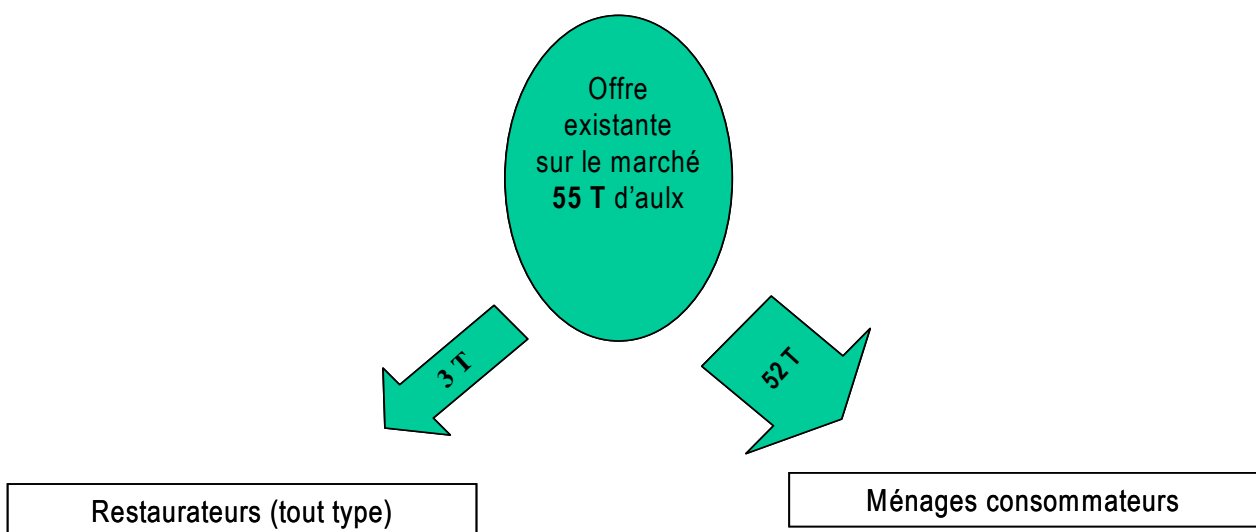 Offre
existante
sur le marché
55 T d'aulx
3 T
52 T
Restaurateurs (tout type)
Ménages consommateurs